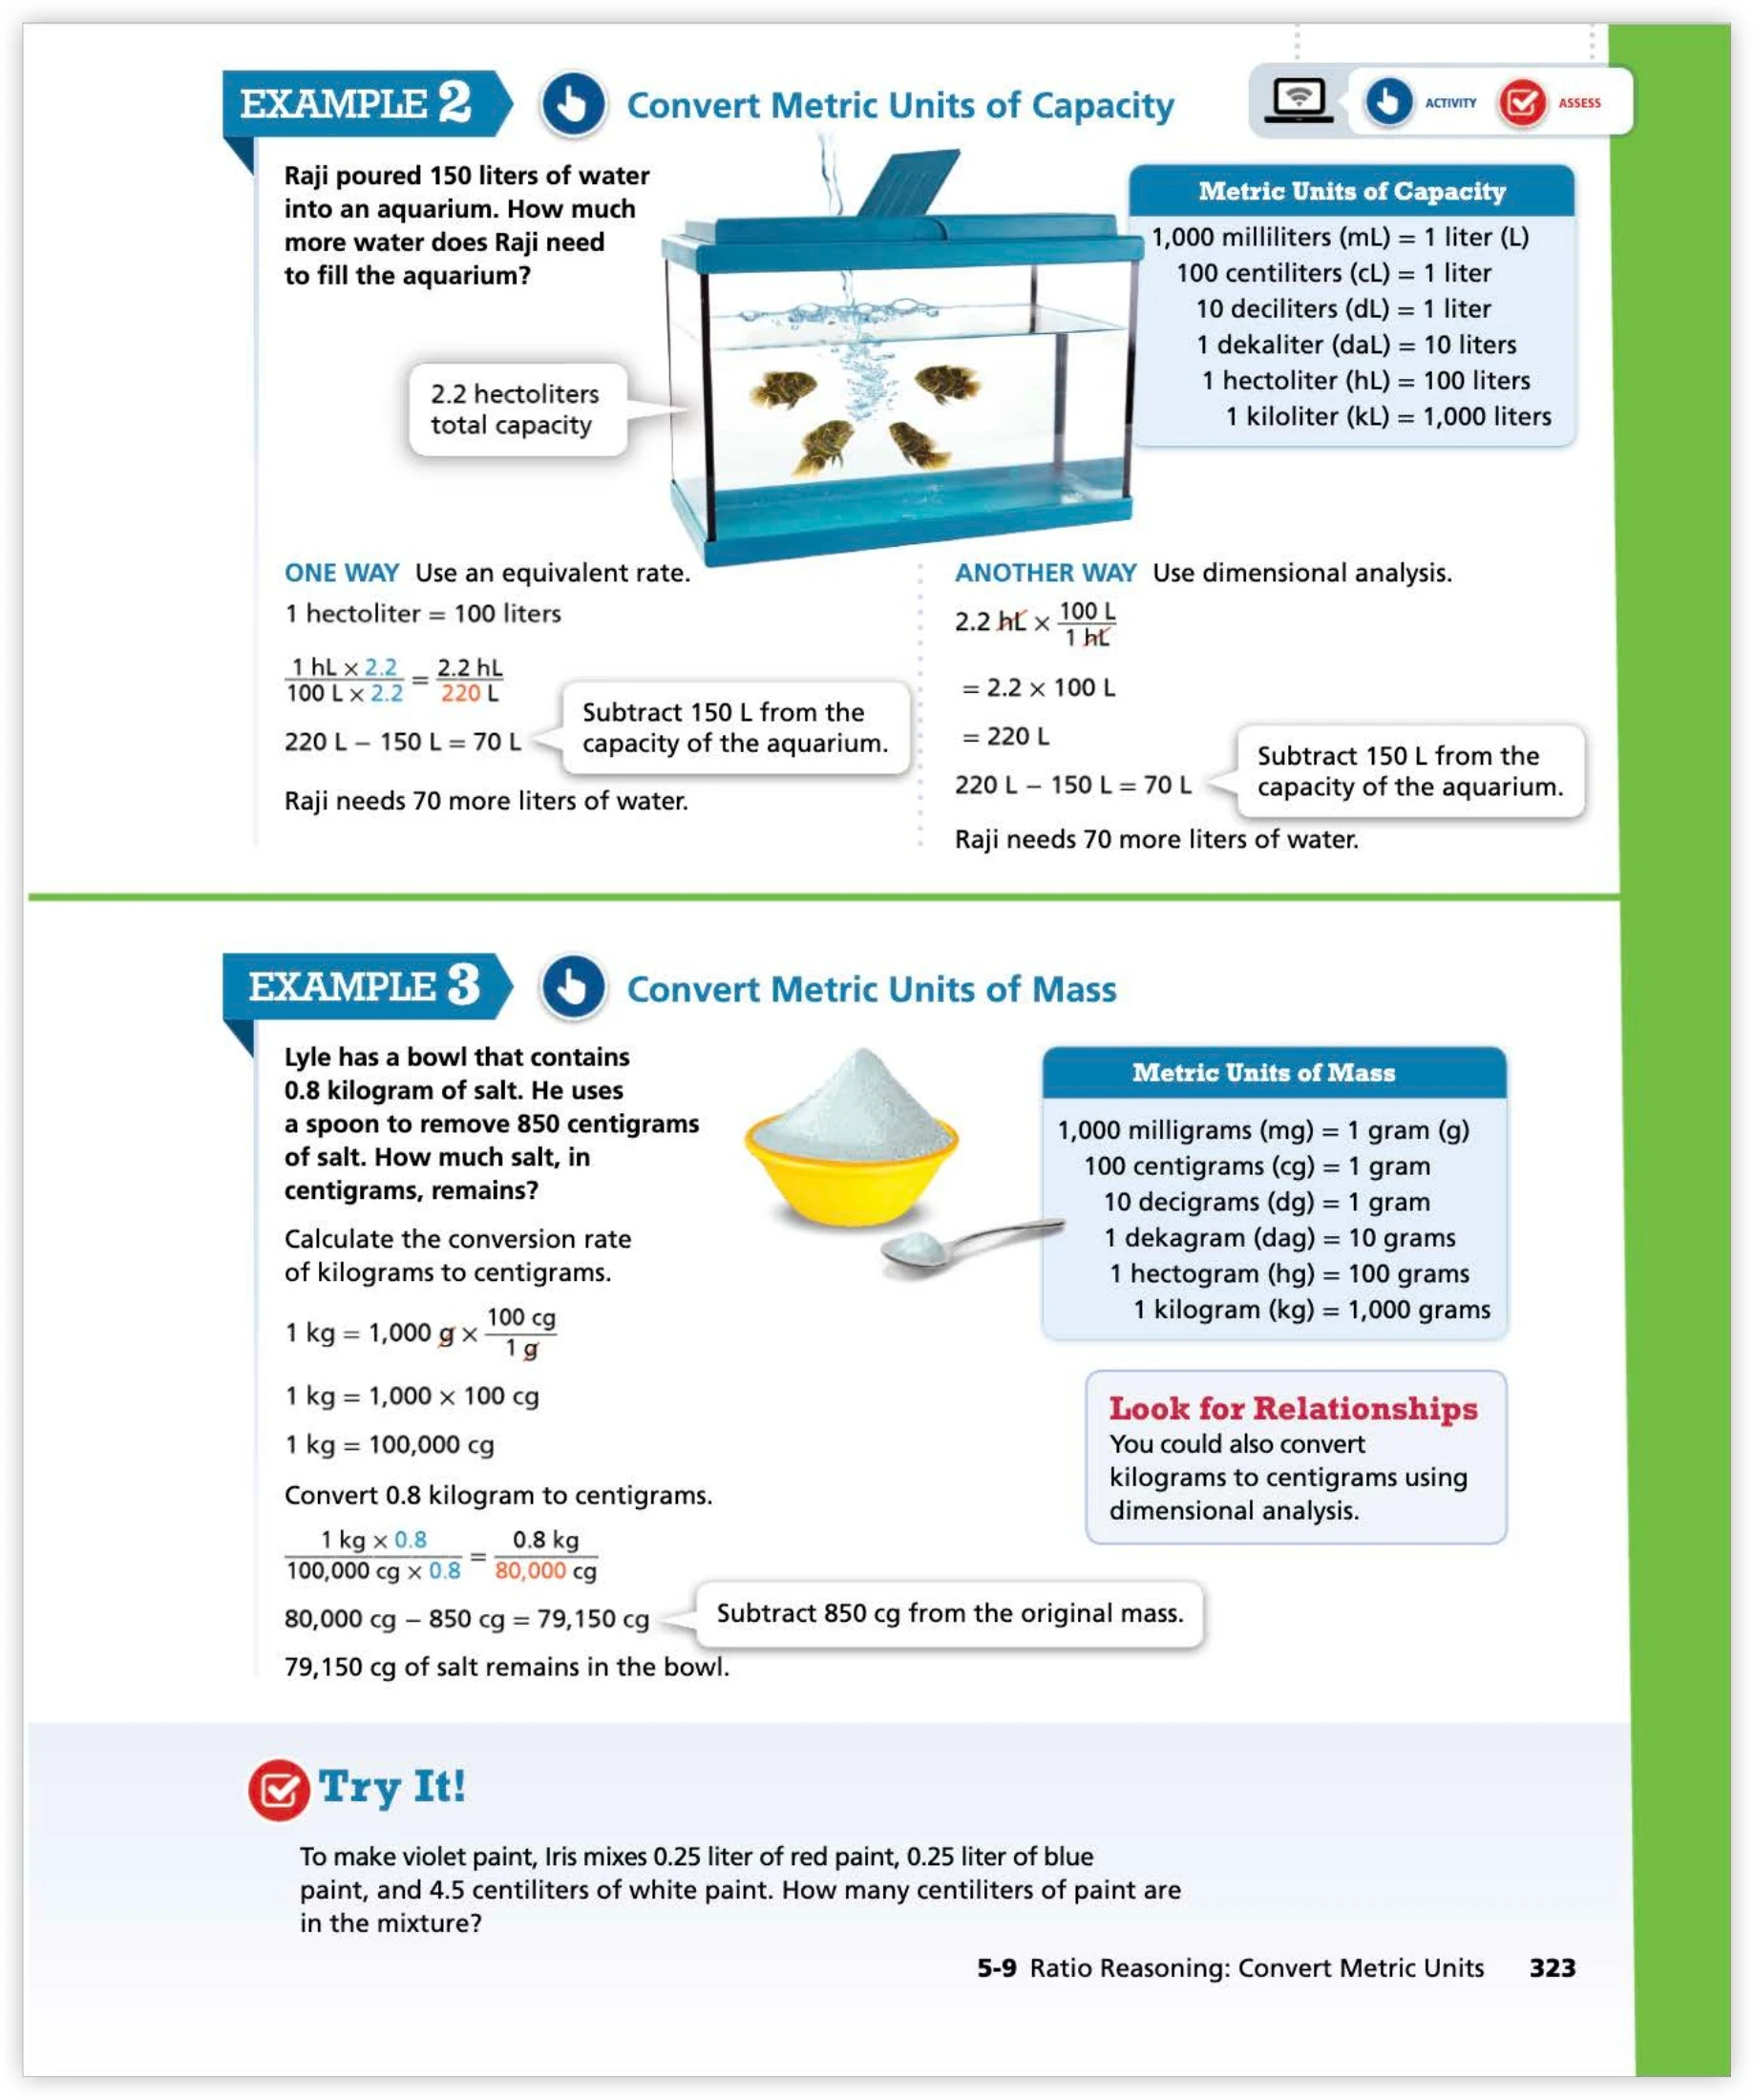 EXAMPLE 2 Convert Metric Units of Capacity
ACTIVITY ASSESS
Raji poured 150 liters of water
into an aquarium. How much
more water does Raji need
to fill the aquarium?
2.2 hectoliters
total capacity
Metric Units of Capacity
1,000 milliliters (mL) = 1 liter (L)
100 centiliters (cL) = 1 liter
10 deciliters (dL) = 1 liter
1 dekaliter (daL) = 10 liters
1 hectoliter (hL) = 100 liters
1 kiloliter (kL) = 1,000 liters
ONE WAY Use an equivalent rate.
1 hectoliter = 100 liters
1 hL × 2.2 / 100 L × 2.2 = 2.2 hL / 220 L
220 L − 150 L = 70 L
Subtract 150 L from the
capacity of the aquarium.
Raji needs 70 more liters of water.
ANOTHER WAY Use dimensional analysis.
2.2 hL × 100 L / 1 hL
= 2.2 × 100 L
= 220 L
220 L − 150 L = 70 L
Subtract 150 L from the
capacity of the aquarium.
Raji needs 70 more liters of water.
EXAMPLE 3 Convert Metric Units of Mass
Lyle has a bowl that contains
0.8 kilogram of salt. He uses
a spoon to remove 850 centigrams
of salt. How much salt, in
centigrams, remains?
Calculate the conversion rate
of kilograms to centigrams.
1 kg = 1,000 g × 100 cg / 1 g
1 kg = 1,000 × 100 cg
1 kg = 100,000 cg
Convert 0.8 kilogram to centigrams.
1 kg × 0.8 / 100,000 cg × 0.8 = 0.8 kg / 80,000 cg
80,000 cg − 850 cg = 79,150 cg
Subtract 850 cg from the original mass.
79,150 cg of salt remains in the bowl.
Metric Units of Mass
1,000 milligrams (mg) = 1 gram (g)
100 centigrams (cg) = 1 gram
10 decigrams (dg) = 1 gram
1 dekagram (dag) = 10 grams
1 hectogram (hg) = 100 grams
1 kilogram (kg) = 1,000 grams
Look for Relationships
You could also convert
kilograms to centigrams using
dimensional analysis.
Try It!
To make violet paint, Iris mixes 0.25 liter of red paint, 0.25 liter of blue
paint, and 4.5 centiliters of white paint. How many centiliters of paint are
in the mixture?
5-9 Ratio Reasoning: Convert Metric Units 323